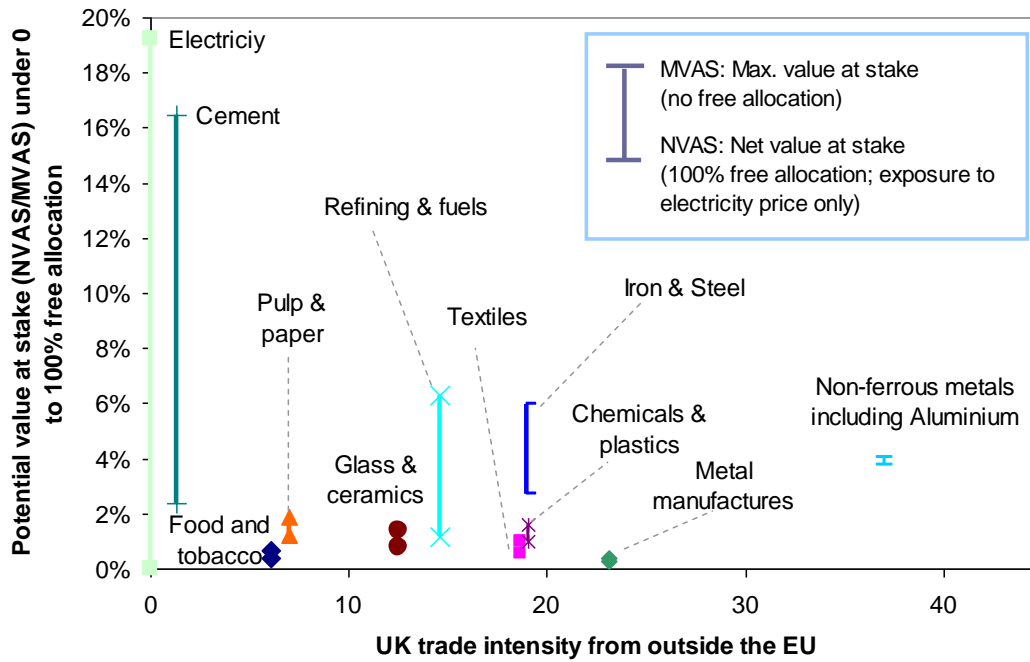 Potential value at stake (NVAS/MVAS) under 0
to 100% free allocation
20%
18%
16%
14%
12%
10%
8%
6%
4%
2%
0%
Electriciy
Cement
MVAS: Max. value at stake
(no free allocation)
NVAS: Net value at stake
(100% free allocation; exposure to
electricity price only)
Refining & fuels
Pulp &
paper
Textiles
Iron & Steel
Non-ferrous metals
including Aluminium
Chemicals &
plastics
Glass &
ceramics
Metal
manufactures
Food and
tobacco
0
10
20
30
40
UK trade intensity from outside the EU